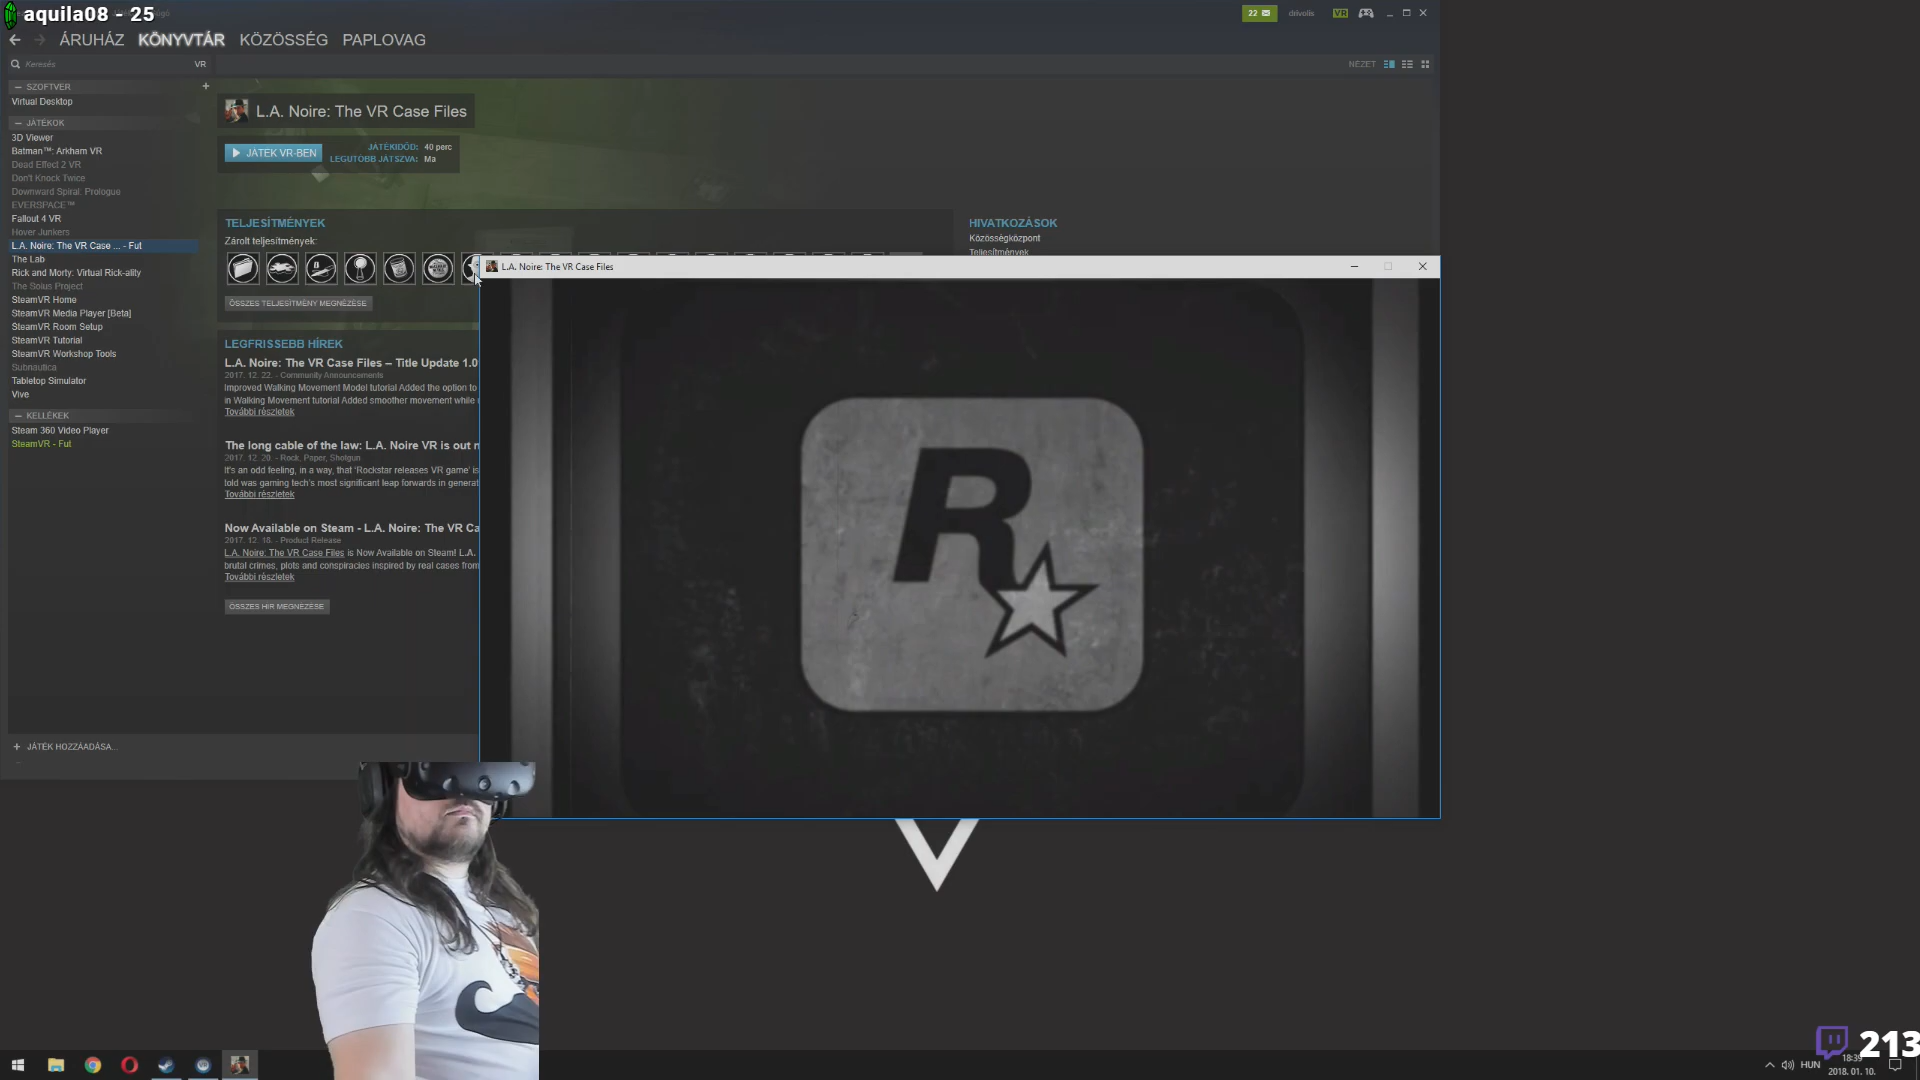 aquila08 - 25
22
drivolis
VR
ÁRUHÁZ KÖNYVTÁR KÖZÖSSÉG PAPLOVAG
Keresés
VR
NÉZET
SZOFTVER
Virtual Desktop
JÁTÉKOK
3D Viewer
Batman™: Arkham VR
Dead Effect 2 VR
Don't Knock Twice
Downward Spiral: Prologue
EVERSPACE™
Fallout 4 VR
Hover Junkers
L.A. Noire: The VR Case ... - Fut
The Lab
Rick and Morty: Virtual Rick-ality
The Solus Project
SteamVR Home
SteamVR Media Player [Beta]
SteamVR Room Setup
SteamVR Tutorial
SteamVR Workshop Tools
Subnautica
Tabletop Simulator
Vive
KELLÉKEK
Steam 360 Video Player
SteamVR - Fut
JÁTÉK HOZZÁADÁSA...
L.A. Noire: The VR Case Files
JÁTÉK VR-BEN
JÁTÉKIDŐD: 40 perc
LEGUTÓBB JÁTSZVA: Ma
TELJESÍTMÉNYEK
Zárolt teljesítmények:
ÖSSZES TELJESÍTMÉNY MEGNÉZÉSE
HIVATKOZÁSOK
Közösségközpont
Teljesítmények
LEGFRISSEBB HÍREK
L.A. Noire: The VR Case Files – Title Update 1.0
2017. 12. 22. - Community Announcements
Improved Walking Movement Model tutorial Added the option to
in Walking Movement tutorial Added smoother movement while
További részletek
The long cable of the law: L.A. Noire VR is out n
2017. 12. 20. - Rock, Paper, Shotgun
It's an odd feeling, in a way, that 'Rockstar releases VR game' is
told was gaming tech's most significant leap forwards in generat
További részletek
Now Available on Steam - L.A. Noire: The VR Ca
2017. 12. 18. - Product Release
L.A. Noire: The VR Case Files is Now Available on Steam! L.A.
brutal crimes, plots and conspiracies inspired by real cases from
További részletek
ÖSSZES HÍR MEGNÉZÉSE
L.A. Noire: The VR Case Files
R
213
HUN
18:39
2018. 01. 10.